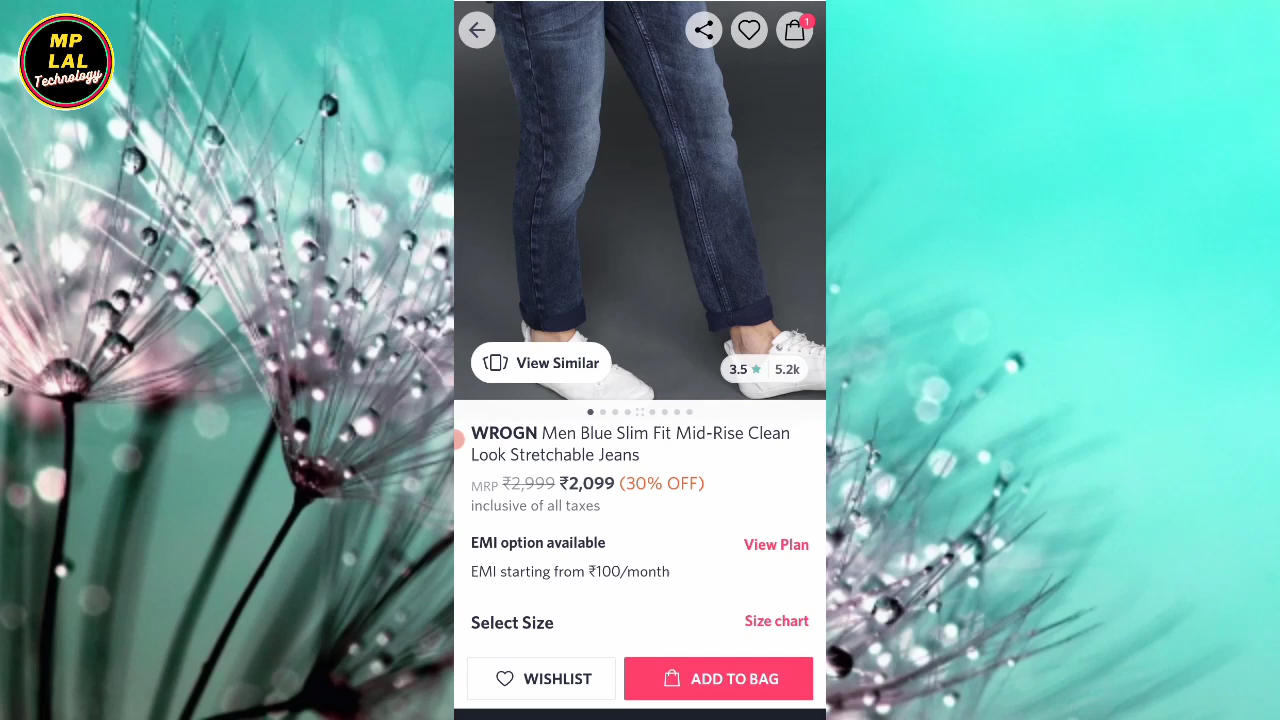 MP
LAL
Technology
1
View Similar
3.5 ★ 5.2k
WROGN Men Blue Slim Fit Mid-Rise Clean
Look Stretchable Jeans
MRP ₹2,999 ₹2,099 (30% OFF)
inclusive of all taxes
EMI option available
View Plan
EMI starting from ₹100/month
Select Size
Size chart
WISHLIST
ADD TO BAG